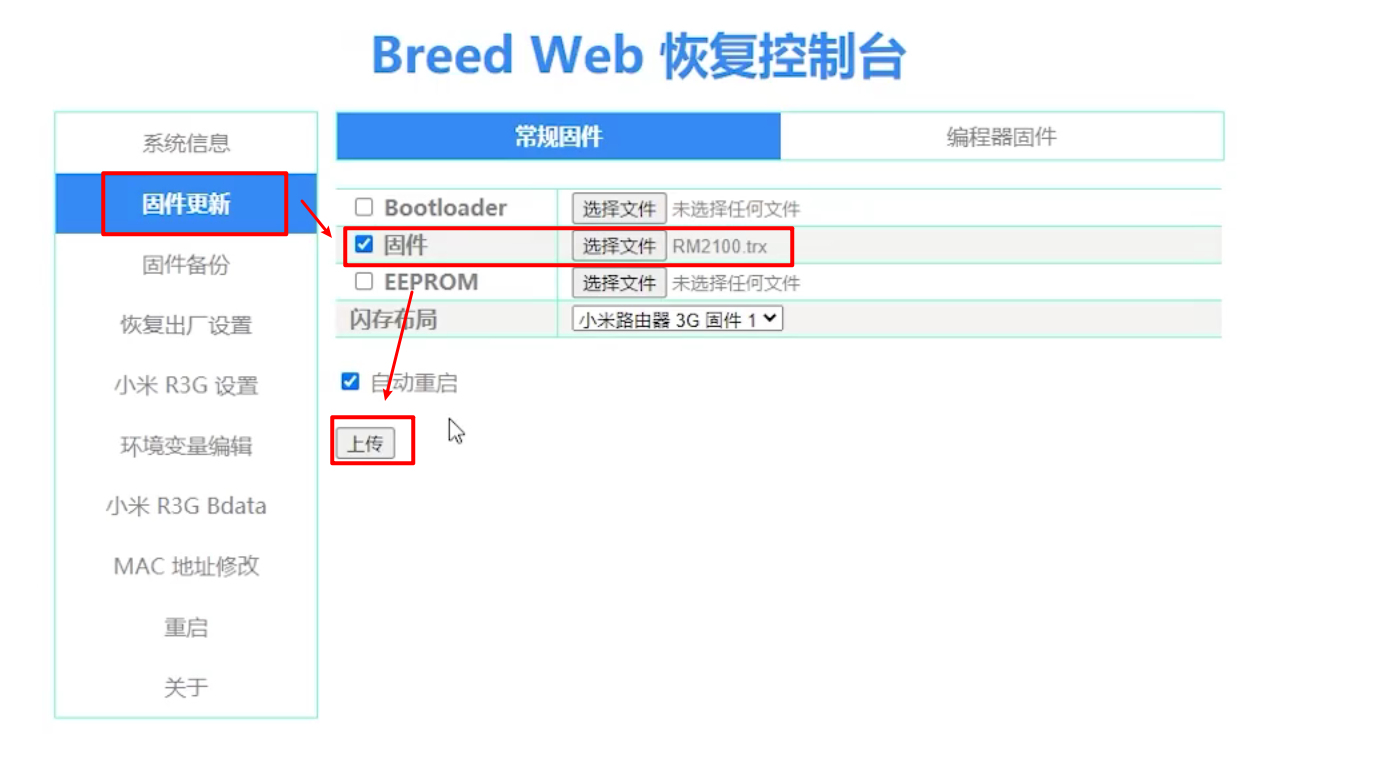 Breed Web 恢复控制台
系统信息
固件更新
固件备份
恢复出厂设置
小米 R3G 设置
环境变量编辑
小米 R3G Bdata
MAC 地址修改
重启
关于
常规固件 编程器固件
Bootloader 选择文件 未选择任何文件
固件 选择文件 RM2100.trx
EEPROM 选择文件 未选择任何文件
闪存布局 小米路由器 3G 固件 1
自动重启
上传